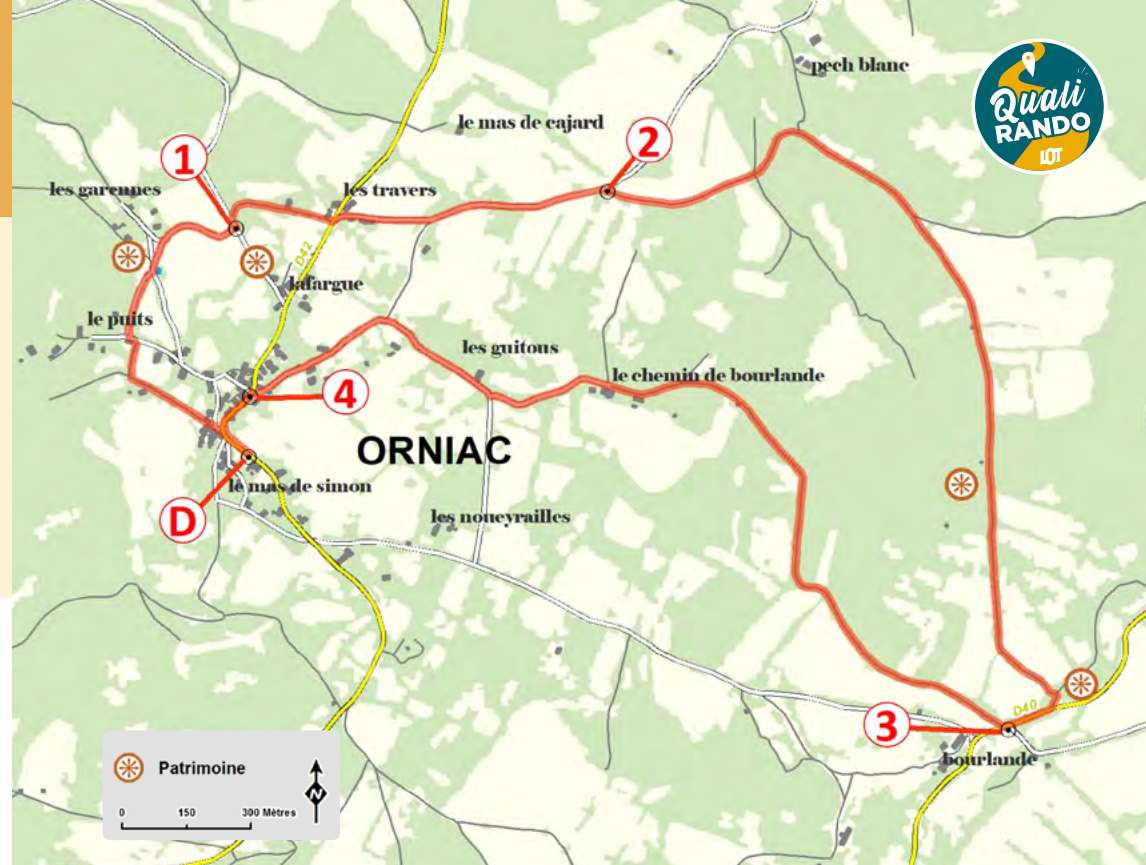 pech blanc
Quali
RANDO
LOT
le mas de cajard
2
1
les garennes
les travers
D42
lafargue
le puits
les guitous
le chemin de bourlande
4
ORNIAC
le mas de simon
D
les noueyrailles
D40
3
bourlande
Patrimoine
N
0 150 300 Mètres